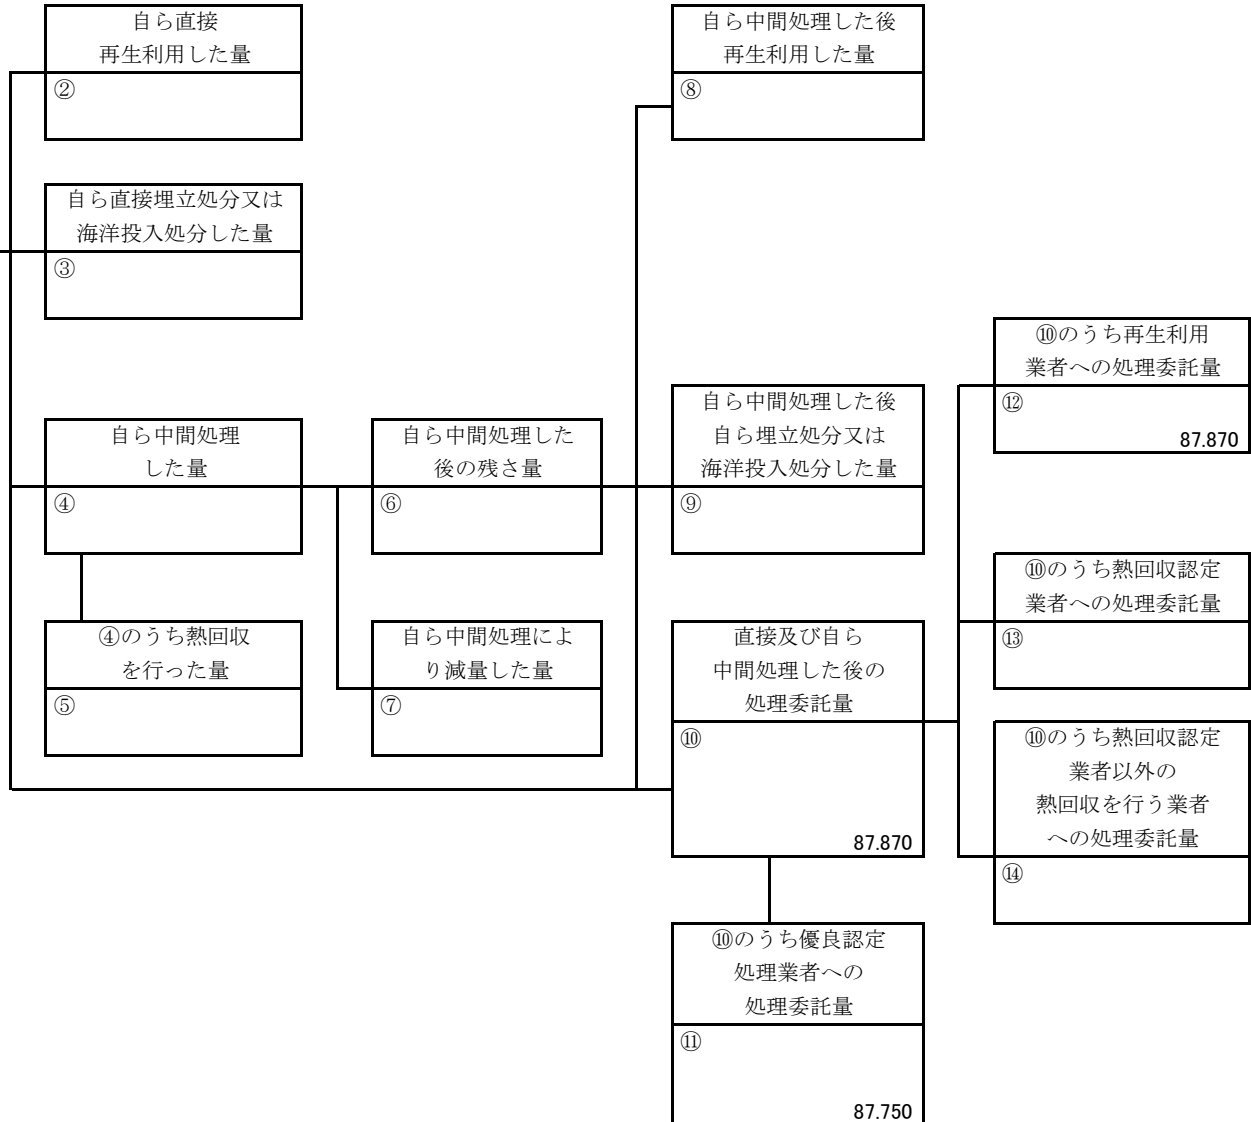 自ら直接
再生利用した量
②
自ら中間処理した後
再生利用した量
⑧
自ら直接埋立処分又は
海洋投入処分した量
③
⑩のうち再生利用
業者への処理委託量
⑫
87.870
自ら中間処理
した量
④
自ら中間処理した
後の残さ量
⑥
自ら中間処理した後
自ら埋立処分又は
海洋投入処分した量
⑨
⑩のうち熱回収認定
業者への処理委託量
⑬
④のうち熱回収
を行った量
⑤
自ら中間処理によ
り減量した量
⑦
直接及び自ら
中間処理した後の
処理委託量
⑩
87.870
⑩のうち熱回収認定
業者以外の
熱回収を行う業者
への処理委託量
⑭
⑩のうち優良認定
処理業者への
処理委託量
⑪
87.750